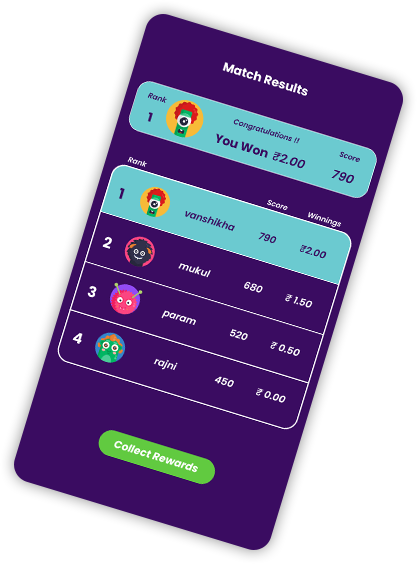 Match Results
Rank Congratulations !! Score
1 You Won ₹2.00 790
Rank Score Winnings
1 vanshikha 790 ₹2.00
2 mukul 680 ₹ 1.50
3 param 520 ₹ 0.50
4 rajni 450 ₹ 0.00
Collect Rewards